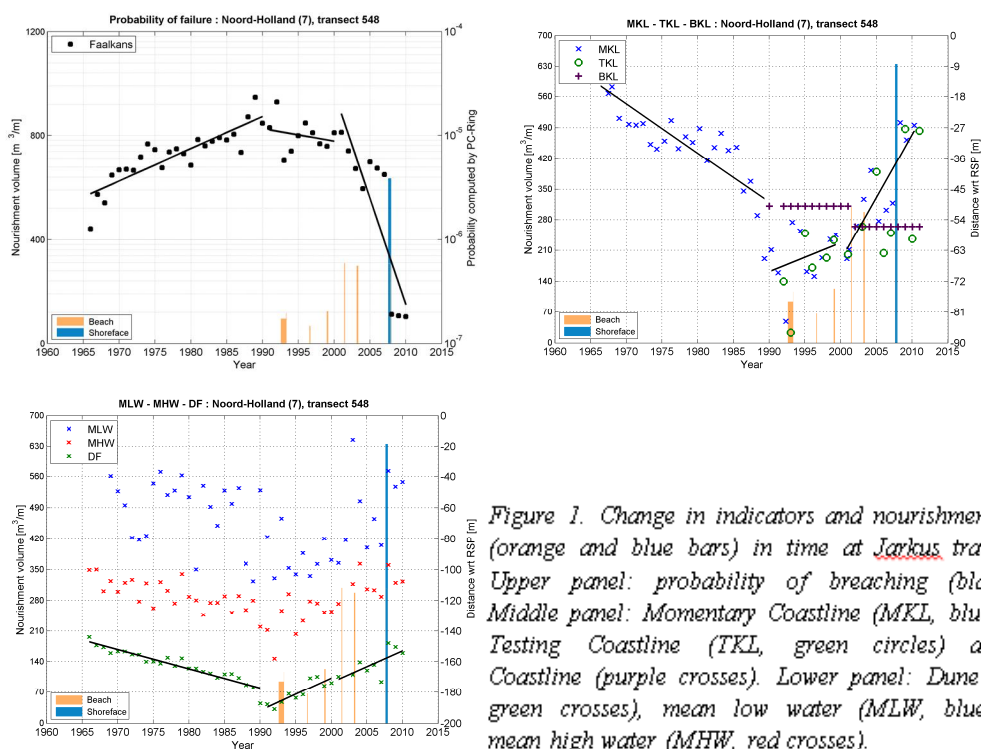 Probability of failure : Noord-Holland (7), transect 548
1200
800
400
0
Nourishment volume [m³/m]
Faalkans
Beach
Shoreface
10⁻⁴
10⁻⁵
10⁻⁶
10⁻⁷
Probability computed by PC-Ring
1960 1965 1970 1975 1980 1985 1990 1995 2000 2005 2010 2015
Year
MKL - TKL - BKL : Noord-Holland (7), transect 548
700
630
560
490
420
350
280
210
140
70
0
Nourishment volume [m³/m]
MKL
TKL
BKL
Beach
Shoreface
0
-9
-18
-27
-36
-45
-54
-63
-72
-81
-90
Distance wrt RSP [m]
1960 1965 1970 1975 1980 1985 1990 1995 2000 2005 2010 2015
Year
MLW - MHW - DF : Noord-Holland (7), transect 548
700
630
560
490
420
350
280
210
140
70
0
Nourishment volume [m³/m]
MLW
MHW
DF
Beach
Shoreface
0
-20
-40
-60
-80
-100
-120
-140
-160
-180
-200
Distance wrt RSP [m]
1960 1965 1970 1975 1980 1985 1990 1995 2000 2005 2010 2015
Year
Figure 1. Change in indicators and nourishmen
(orange and blue bars) in time at Jarkus tra
Upper panel: probability of breaching (bla
Middle panel: Momentary Coastline (MKL, blu
Testing Coastline (TKL, green circles) a
Coastline (purple crosses). Lower panel: Dune
green crosses), mean low water (MLW, blue
mean high water (MHW, red crosses).